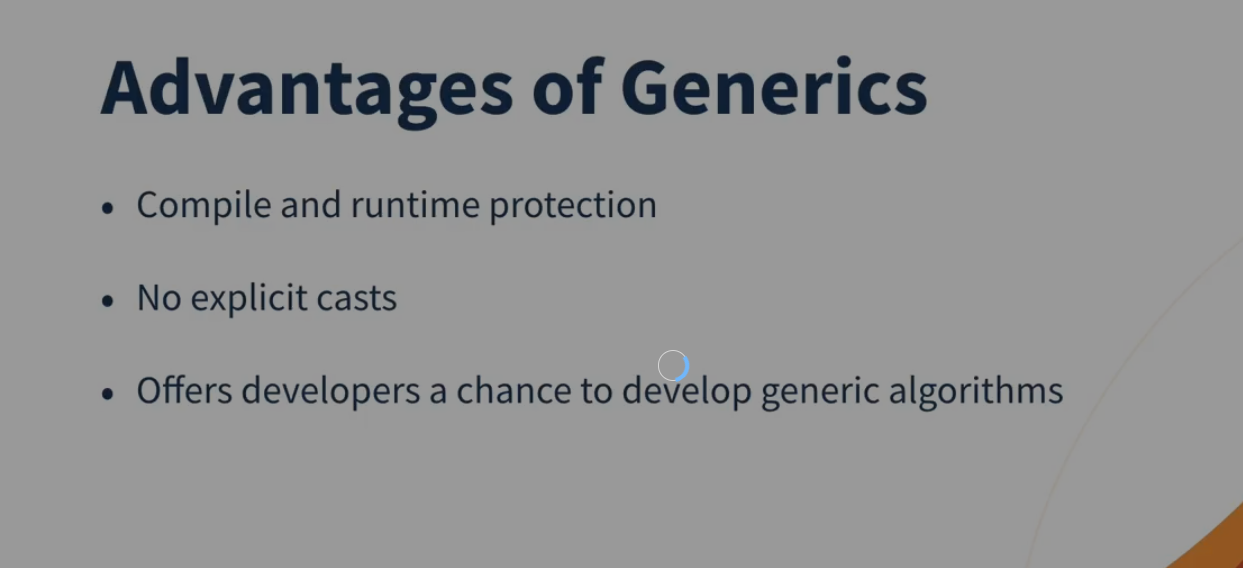 Advantages of Generics
• Compile and runtime protection
• No explicit casts
• Offers developers a chance to develop generic algorithms